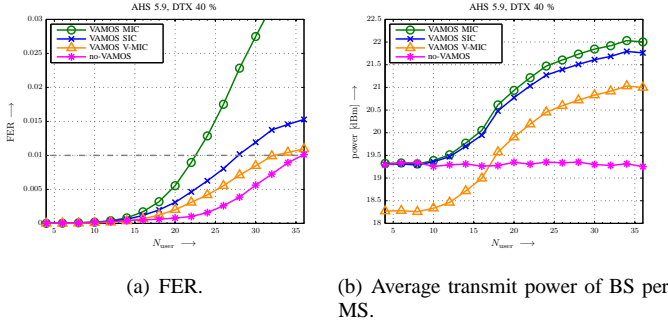 AHS 5.9, DTX 40 %
VAMOS MIC
VAMOS SIC
VAMOS V-MIC
no-VAMOS
0.03
0.025
0.02
0.015
0.01
0.005
0
FER ⟶
5 10 15 20 25 30 35
N_user ⟶
(a) FER.
AHS 5.9, DTX 40 %
VAMOS MIC
VAMOS SIC
VAMOS V-MIC
no-VAMOS
22.5
22
21.5
21
20.5
20
19.5
19
18.5
18
power [dBm] ⟶
5 10 15 20 25 30 35
N_user ⟶
(b) Average transmit power of BS per
MS.